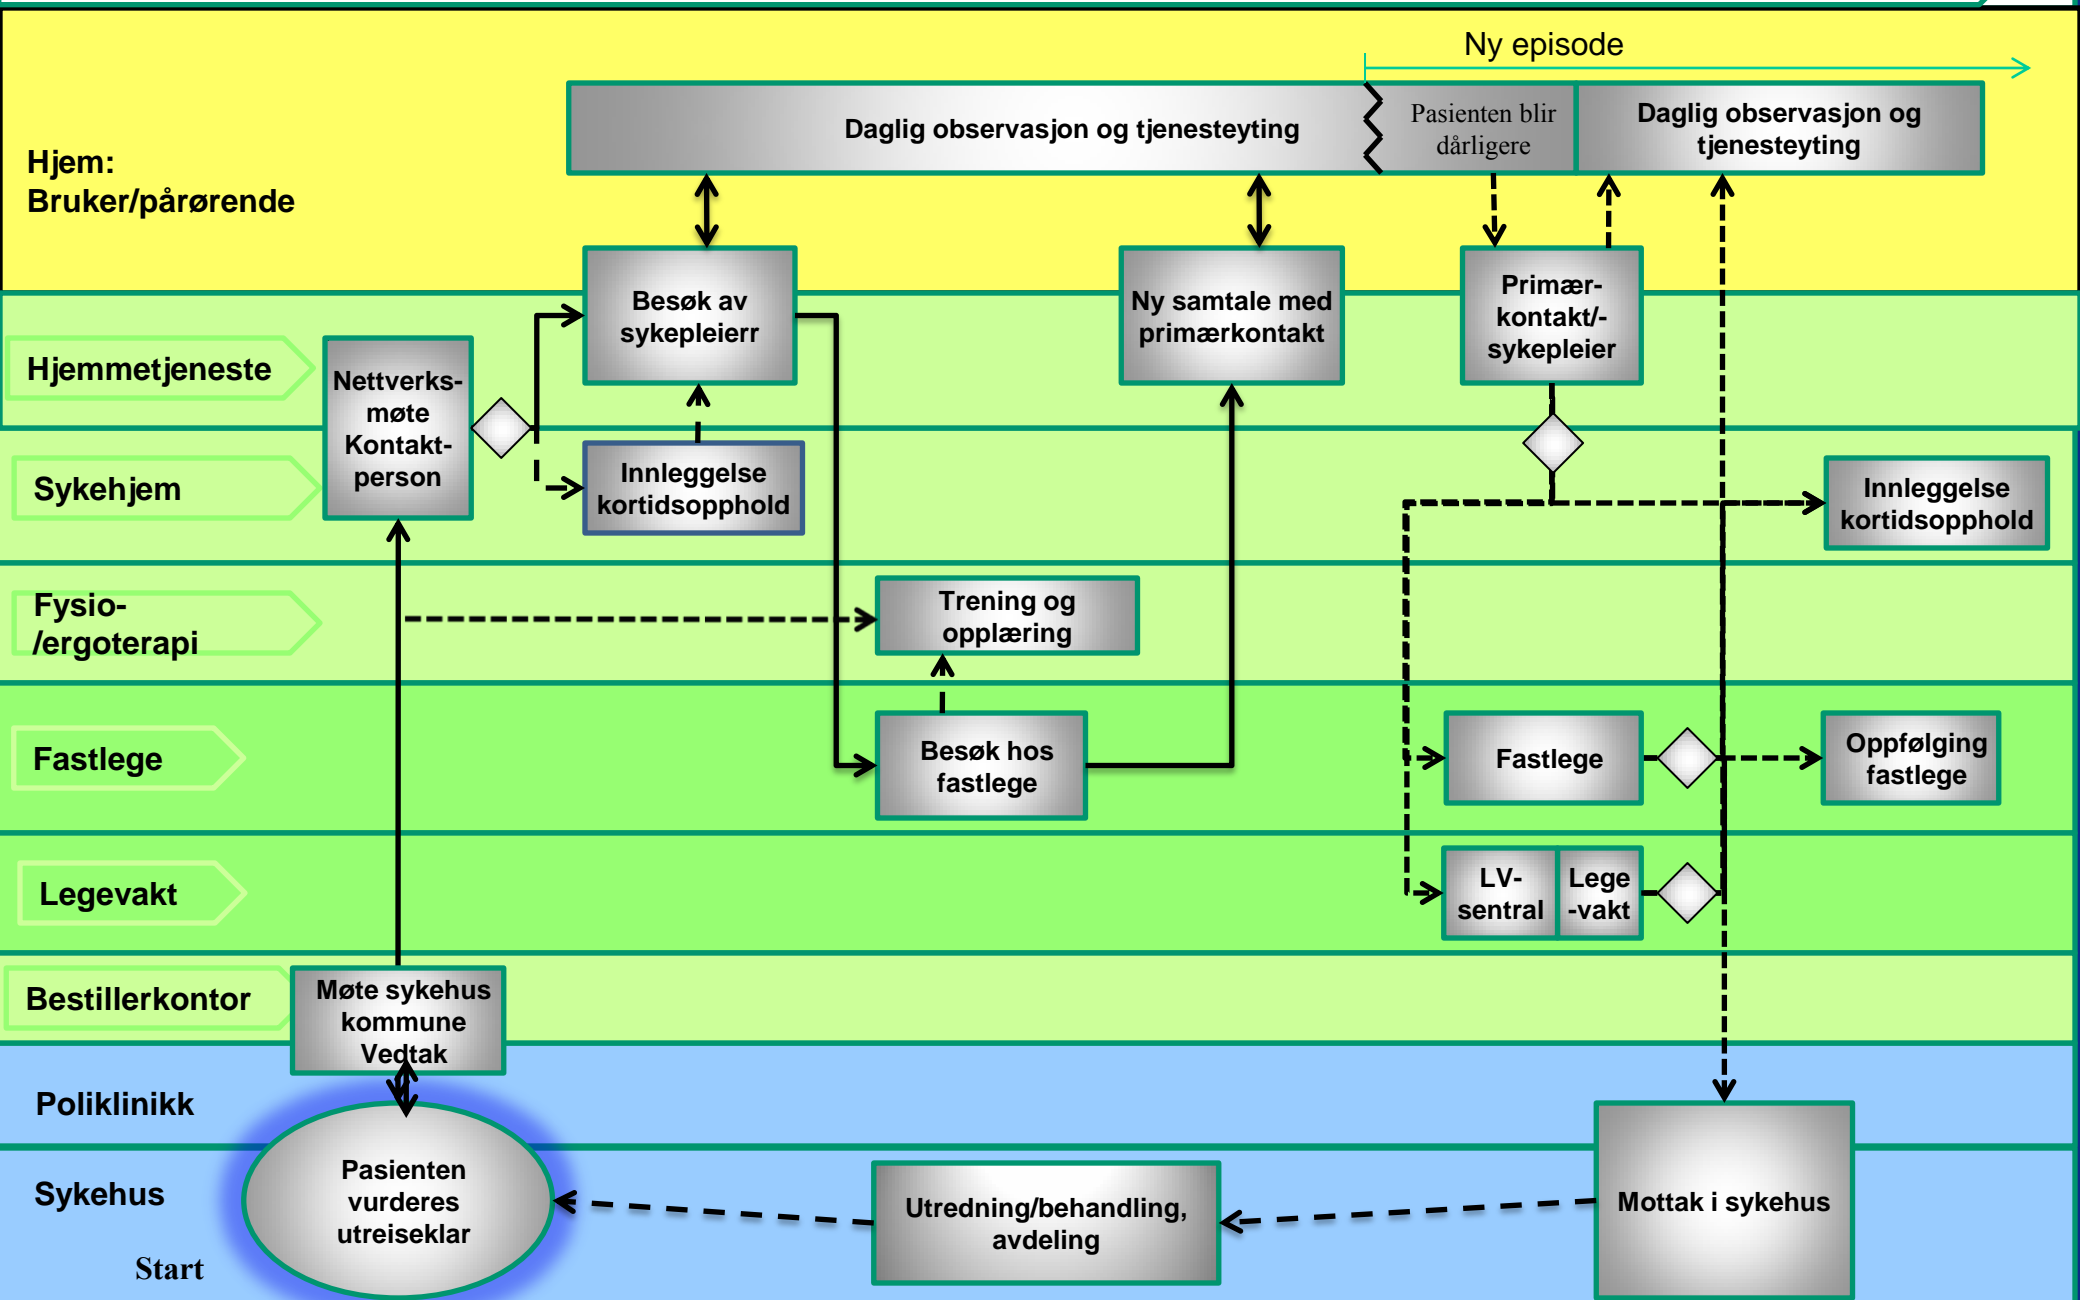 Ny episode
Daglig observasjon og tjenesteyting
Pasienten blir
dårligere
Daglig observasjon og
tjenesteyting
Hjem:
Bruker/pårørende
Besøk av
sykepleierr
Ny samtale med
primærkontakt
Primær-
kontakt/-
sykepleier
Hjemmetjeneste
Nettverks-
møte
Kontakt-
person
Sykehjem
Innleggelse
kortidsopphold
Innleggelse
kortidsopphold
Fysio-
/ergoterapi
Trening og
opplæring
Fastlege
Besøk hos
fastlege
Fastlege
Oppfølging
fastlege
Legevakt
LV-
sentral
Lege
-vakt
Bestillerkontor
Møte sykehus
kommune
Vedtak
Poliklinikk
Sykehus
Pasienten
vurderes
utreiseklar
Utredning/behandling,
avdeling
Mottak i sykehus
Start